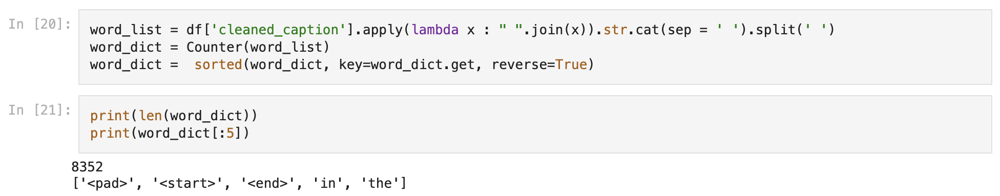 In [20]:
word_list = df['cleaned_caption'].apply(lambda x : " ".join(x)).str.cat(sep = ' ').split(' ')
word_dict = Counter(word_list)
word_dict =  sorted(word_dict, key=word_dict.get, reverse=True)
In [21]:
print(len(word_dict))
print(word_dict[:5])
8352
['<pad>', '<start>', '<end>', 'in', 'the']